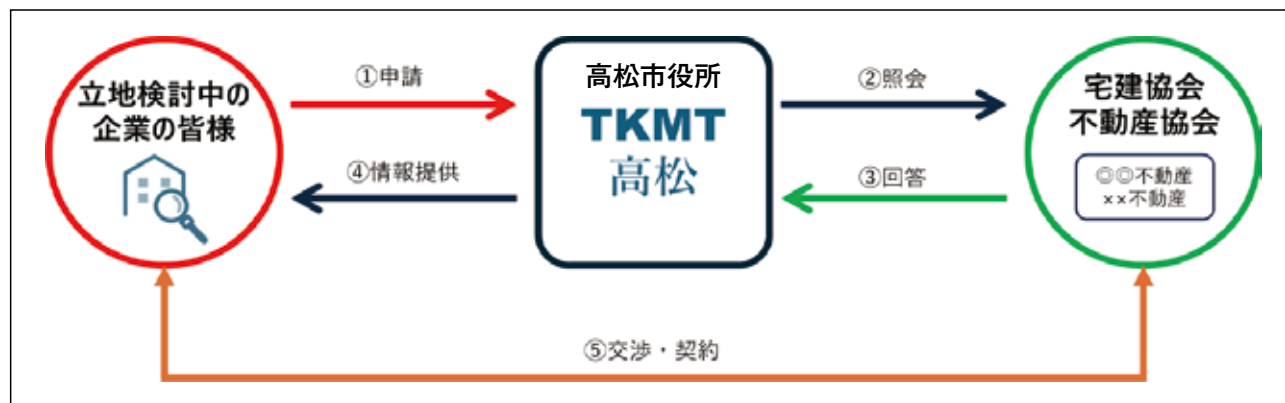 立地検討中の
企業の皆様
①申請
④情報提供
高松市役所
TKMT
高松
②照会
③回答
宅建協会
不動産協会
◎◎不動産
××不動産
⑤交渉・契約